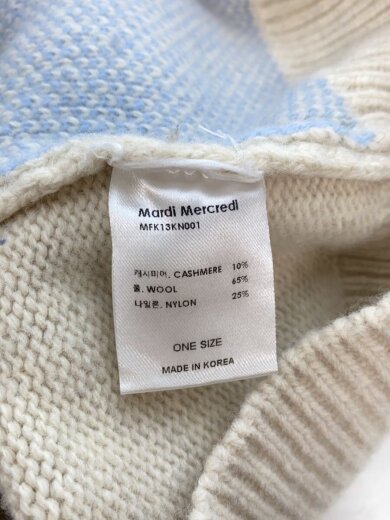 Mardi Mercredi
MFK13KN001
캐시미어. CASHMERE 10%
울. WOOL 65%
나일론. NYLON 25%
ONE SIZE
MADE IN KOREA